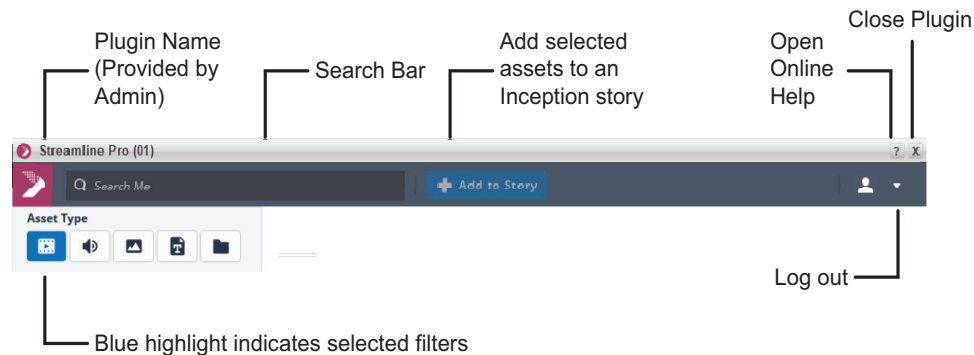 Close Plugin
Plugin Name
(Provided by
Admin)
Search Bar
Add selected
assets to an
Inception story
Open
Online
Help
Streamline Pro (01)
? X
Search Me
Add to Story
Asset Type
T
Log out
Blue highlight indicates selected filters